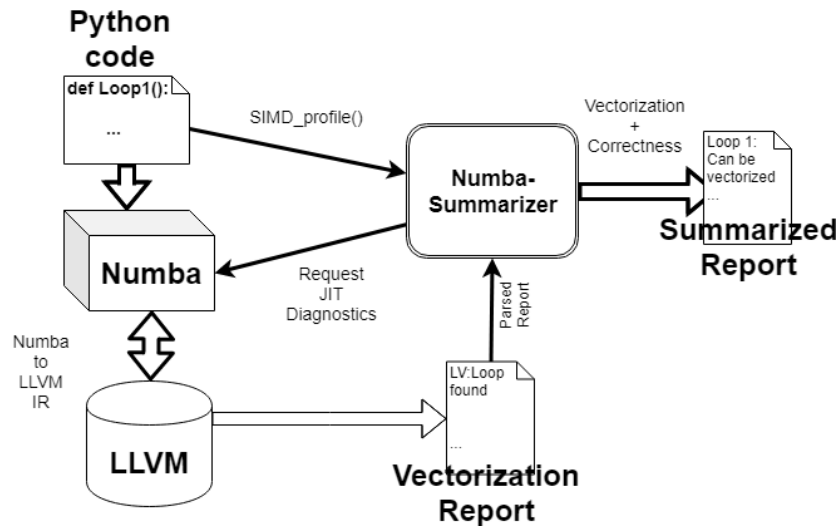 Python
code
def Loop1():
...
SIMD_profile()
Vectorization
+
Correctness
Numba-
Summarizer
Loop 1:
Can be
vectorized
...
Summarized
Report
Numba
Request
JIT
Diagnostics
Parsed
Report
Numba
to
LLVM
IR
LLVM
LV:Loop
found
...
Vectorization
Report